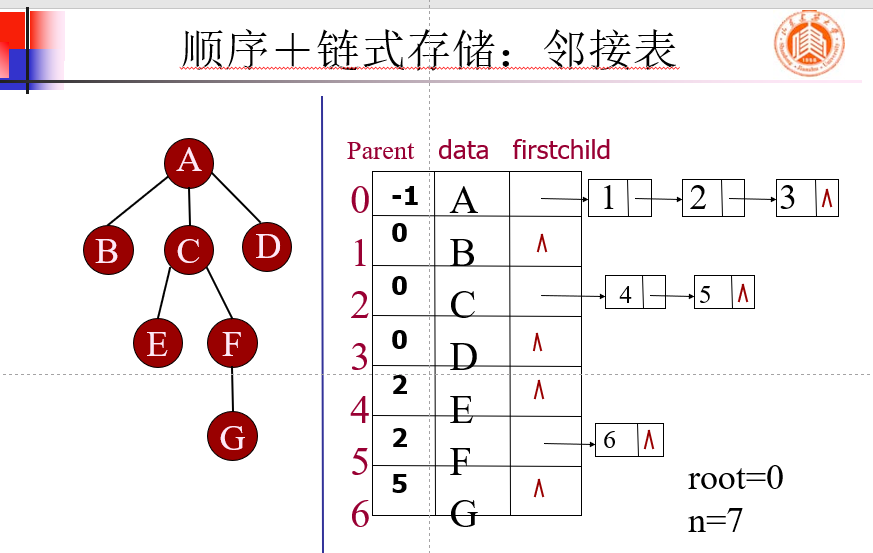 顺序+链式存储：邻接表
A
B C D
E F
G
Parent data firstchild
0 -1 A 1 2 3 ∧
1 0 B ∧
2 0 C 4 5 ∧
3 0 D ∧
4 2 E ∧
5 2 F 6 ∧
6 5 G ∧
root=0
n=7